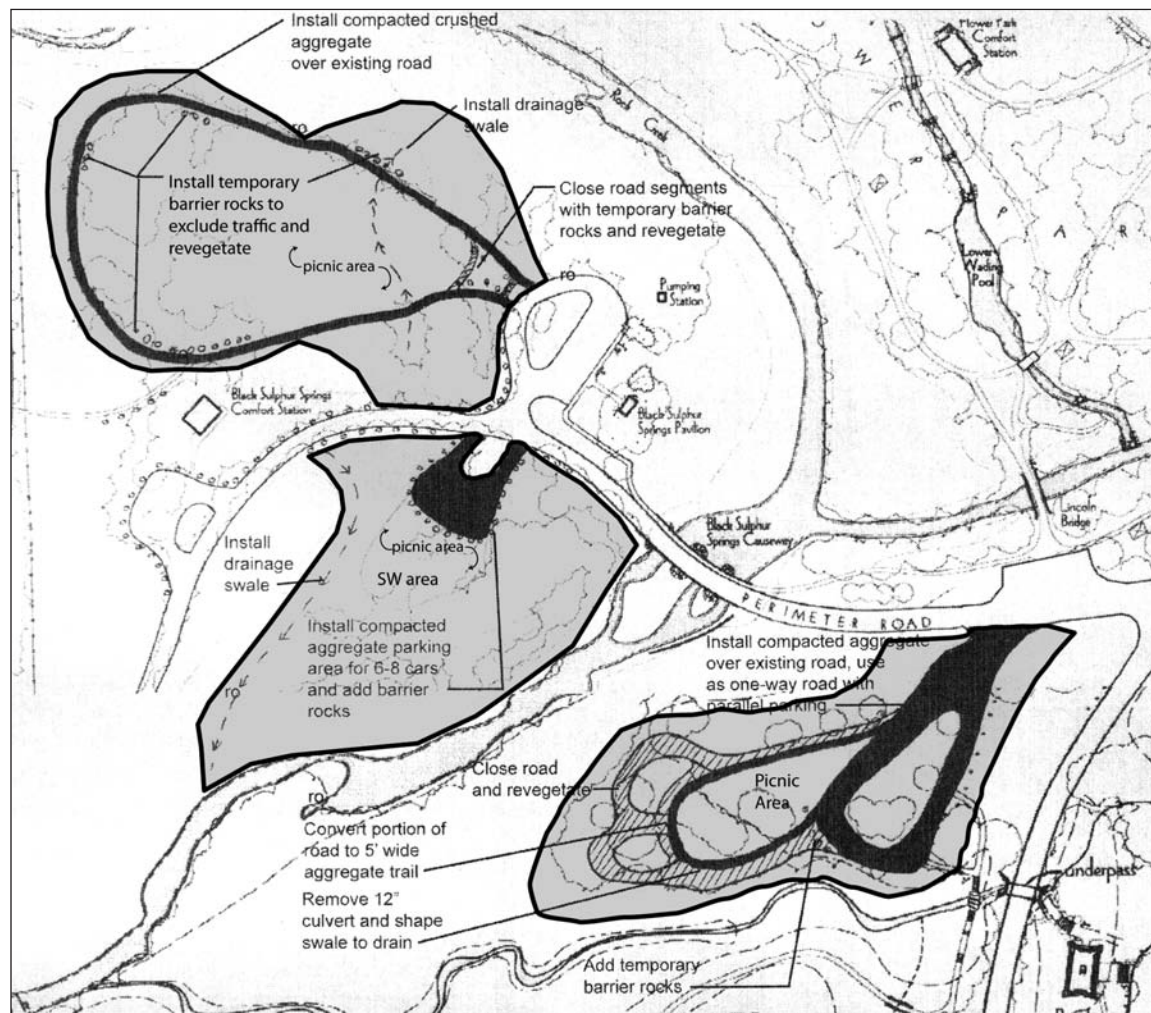 Install compacted crushed
aggregate
over existing road
Flower Park
Comfort
Station
Install drainage
swale
ro
Rock
Creek
W E R P A R
Install temporary
barrier rocks to
exclude traffic and
revegetate
Close road segments
with temporary barrier
rocks and revegetate
picnic area
ro
Pumping
Station
Lower
Wading
Pool
Black Sulphur Springs
Comfort Station
Black Sulphur
Springs Pavilion
Lincoln
Bridge
Black Sulphur
Springs Causeway
Install
drainage
swale
picnic area
SW area
PERIMETER ROAD
Install compacted
aggregate parking
area for 6-8 cars
and add barrier
rocks
Install compacted aggregate
over existing road, use
as one-way road with
parallel parking
ro
Close road
and revegetate
Picnic
Area
ro
Convert portion of
road to 5' wide
aggregate trail
Remove 12"
culvert and shape
swale to drain
underpass
Add temporary
barrier rocks